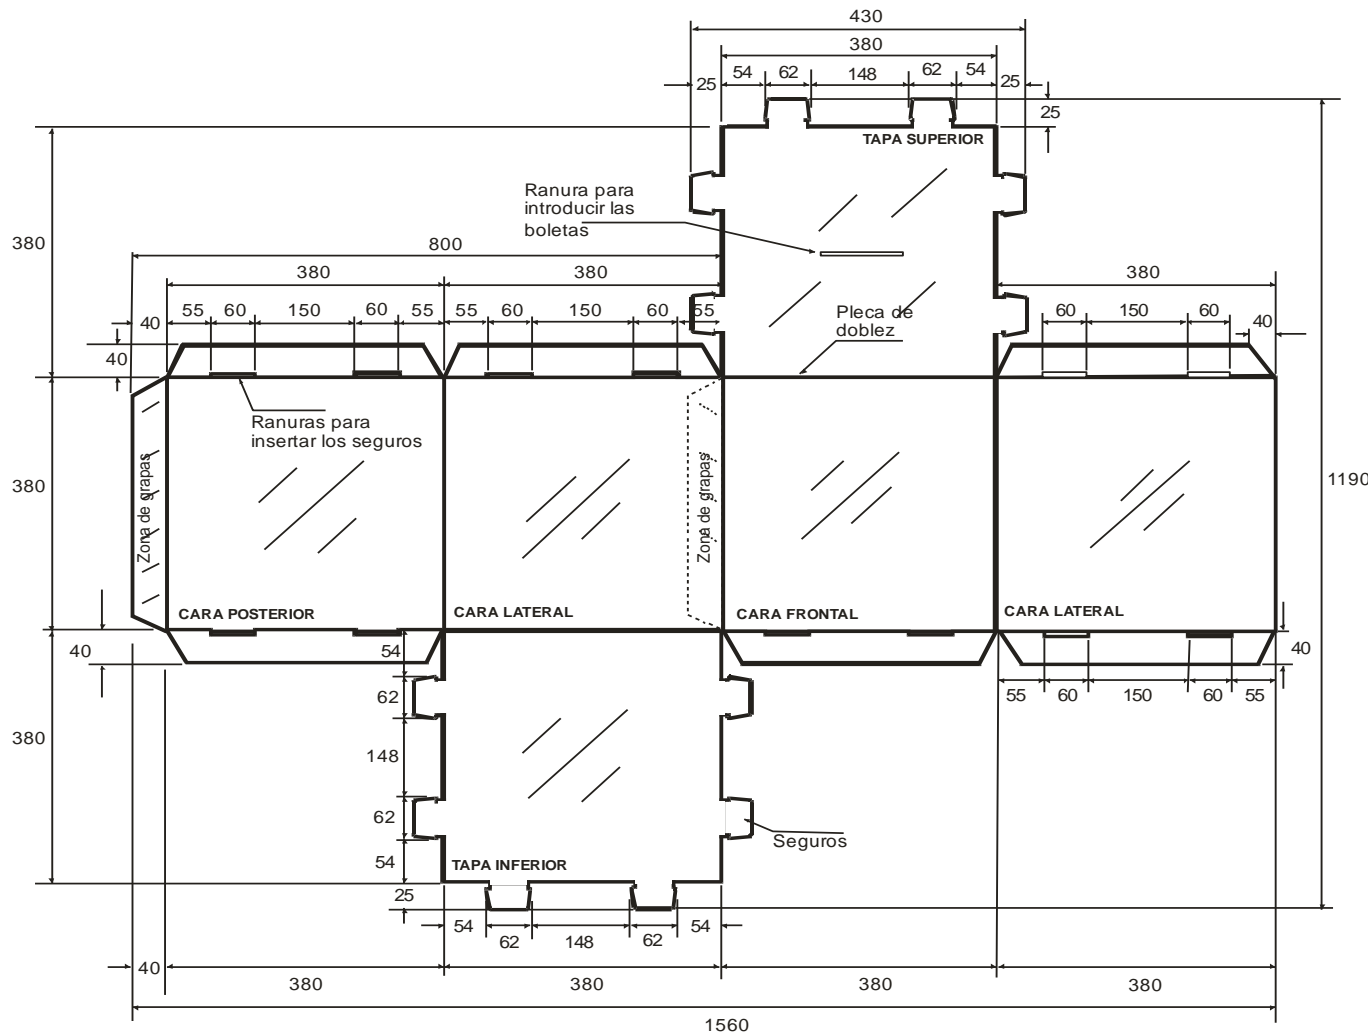 430
380
54 62 148 62 54
25 25
25
TAPA SUPERIOR
Ranura para
introducir las
boletas
380
800
380 380 380
55 60 150 60 55 55 60 150 60 55
60 150 60
40
40
40
Pleca de
doblez
Ranuras para
insertar los seguros
380
Zona de grapas
Zona de grapas
1190
CARA POSTERIOR
CARA LATERAL
CARA FRONTAL
CARA LATERAL
40
54
40
62
55 60 150 60 55
380
148
62
Seguros
54
TAPA INFERIOR
25
54 62 148 62 54
40 380 380 380 380
1560